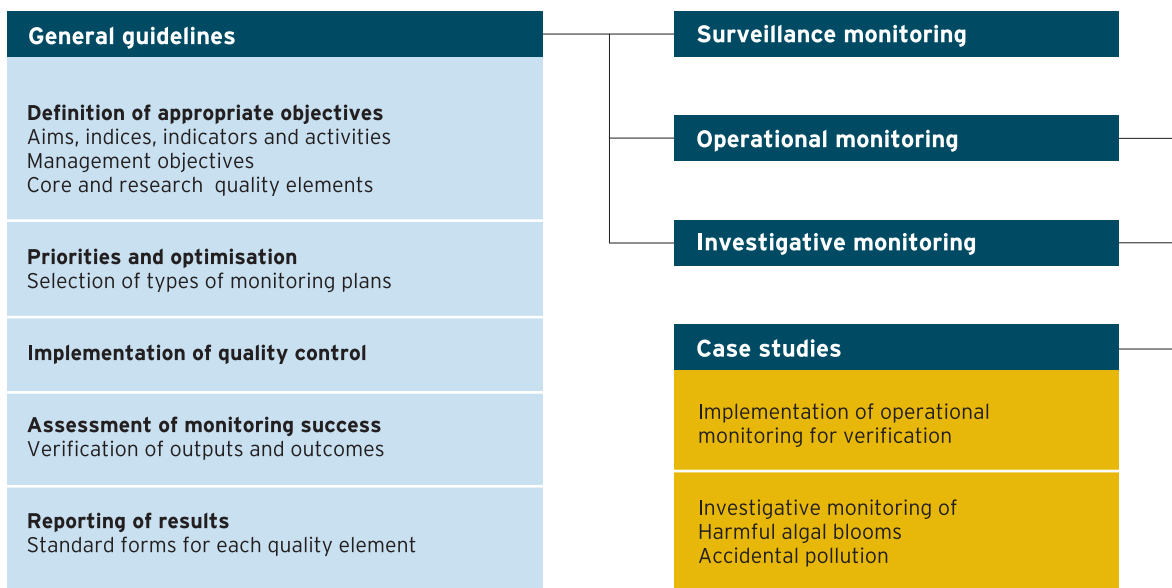 General guidelines
Definition of appropriate objectives
Aims, indices, indicators and activities
Management objectives
Core and research quality elements
Priorities and optimisation
Selection of types of monitoring plans
Implementation of quality control
Assessment of monitoring success
Verification of outputs and outcomes
Reporting of results
Standard forms for each quality element
Surveillance monitoring
Operational monitoring
Investigative monitoring
Case studies
Implementation of operational
monitoring for verification
Investigative monitoring of
Harmful algal blooms
Accidental pollution